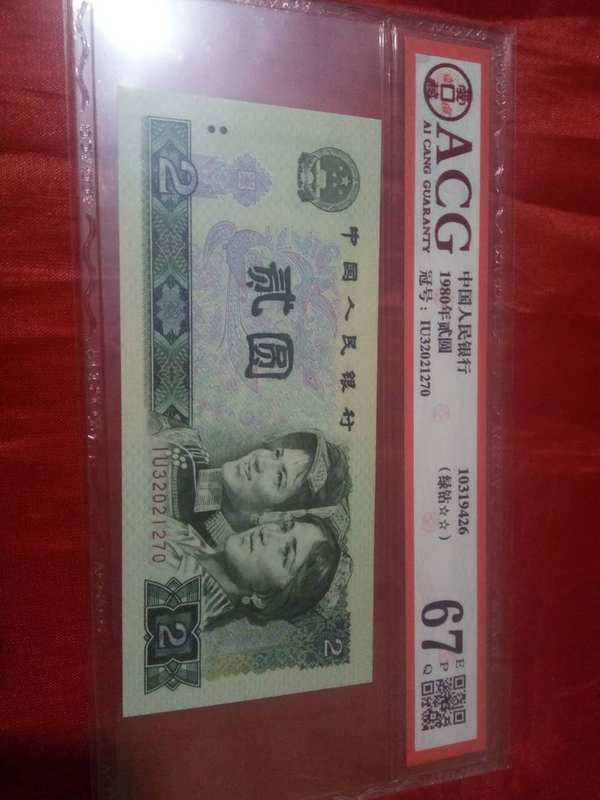 ACG
AI CANG GUARANTY
中国人民银行
1980年贰圆
冠号：IU32021270
10319426
(绿钻☆☆)
67
E
P
Q
中国人民银行
贰圆
2
IU32021270
2
2